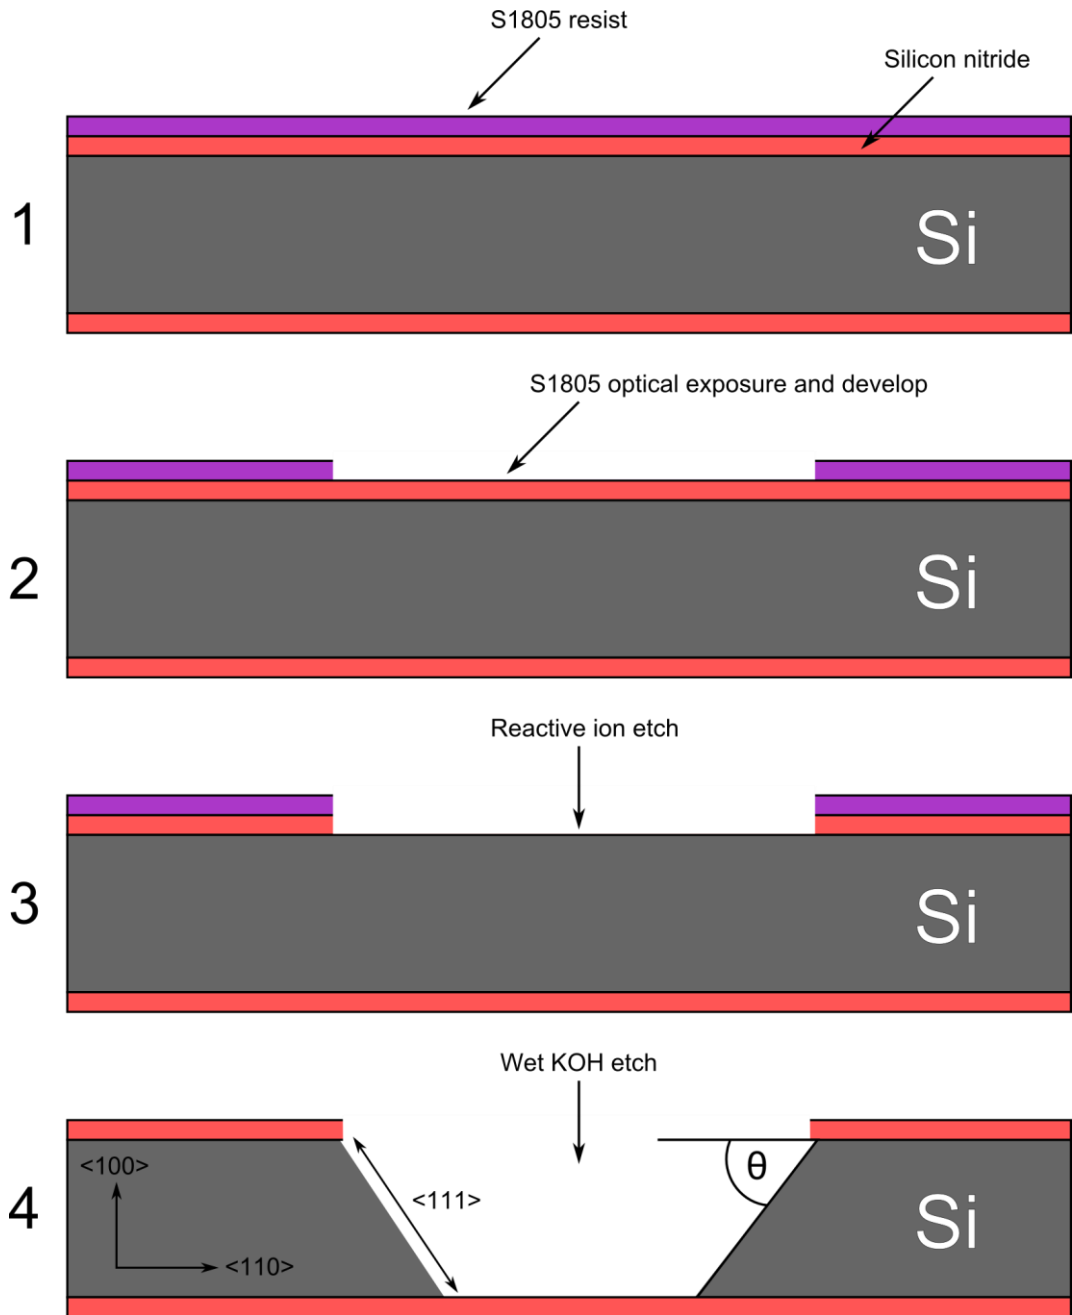 S1805 resist
Silicon nitride
1
Si
S1805 optical exposure and develop
2
Si
Reactive ion etch
3
Si
Wet KOH etch
<100>
θ
<111>
4
Si
<110>